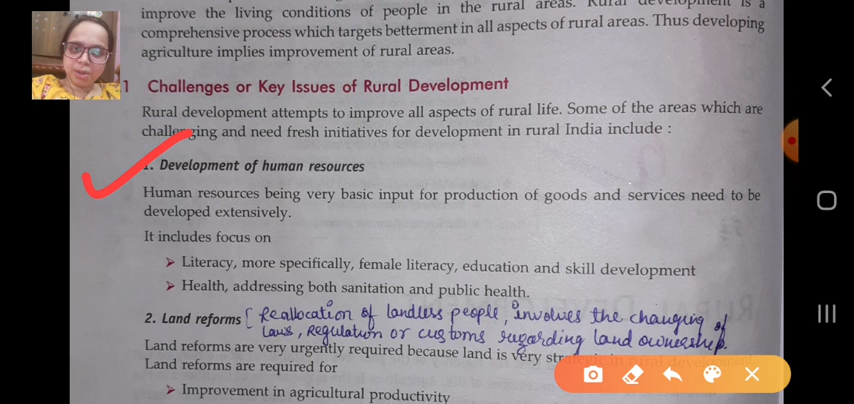 improve the living conditions of people in the rural areas. Rural development is a
comprehensive process which targets betterment in all aspects of rural areas. Thus developing
agriculture implies improvement of rural areas.
1 Challenges or Key Issues of Rural Development
Rural development attempts to improve all aspects of rural life. Some of the areas which are
challenging and need fresh initiatives for development in rural India include :
1. Development of human resources
Human resources being very basic input for production of goods and services need to be
developed extensively.
It includes focus on
➢ Literacy, more specifically, female literacy, education and skill development
➢ Health, addressing both sanitation and public health.
2. Land reforms [Reallocation of landless people, involves the changing of
laws, regulation or customs regarding land ownership.
Land reforms are very urgently required because land is very in rural
Land reforms are required for
➢ Improvement in agricultural productivity